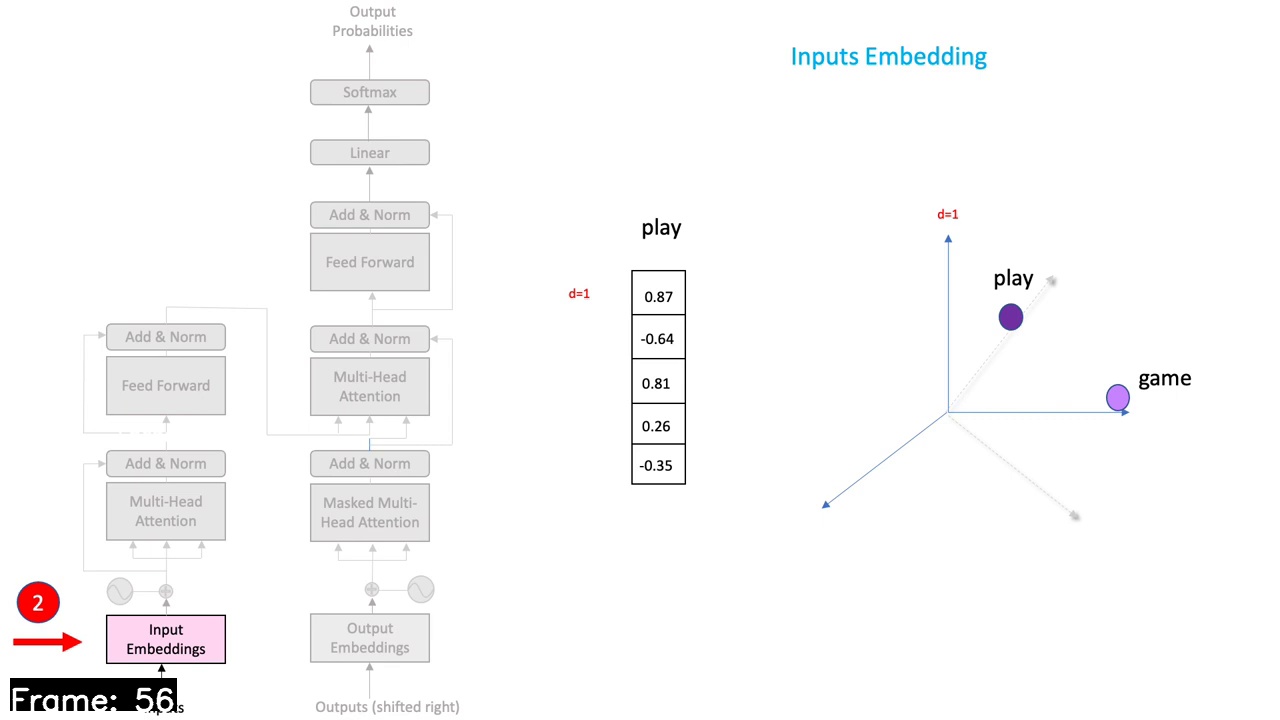 Output
Probabilities
Softmax
Linear
Add & Norm
Feed Forward
Add & Norm
Multi-Head
Attention
Add & Norm
Masked Multi-
Head Attention
Output
Embeddings
Outputs (shifted right)
Add & Norm
Feed Forward
Add & Norm
Multi-Head
Attention
2
Input
Embeddings
Frame: 56
Inputs Embedding
play
d=1
0.87
-0.64
0.81
0.26
-0.35
d=1
play
game